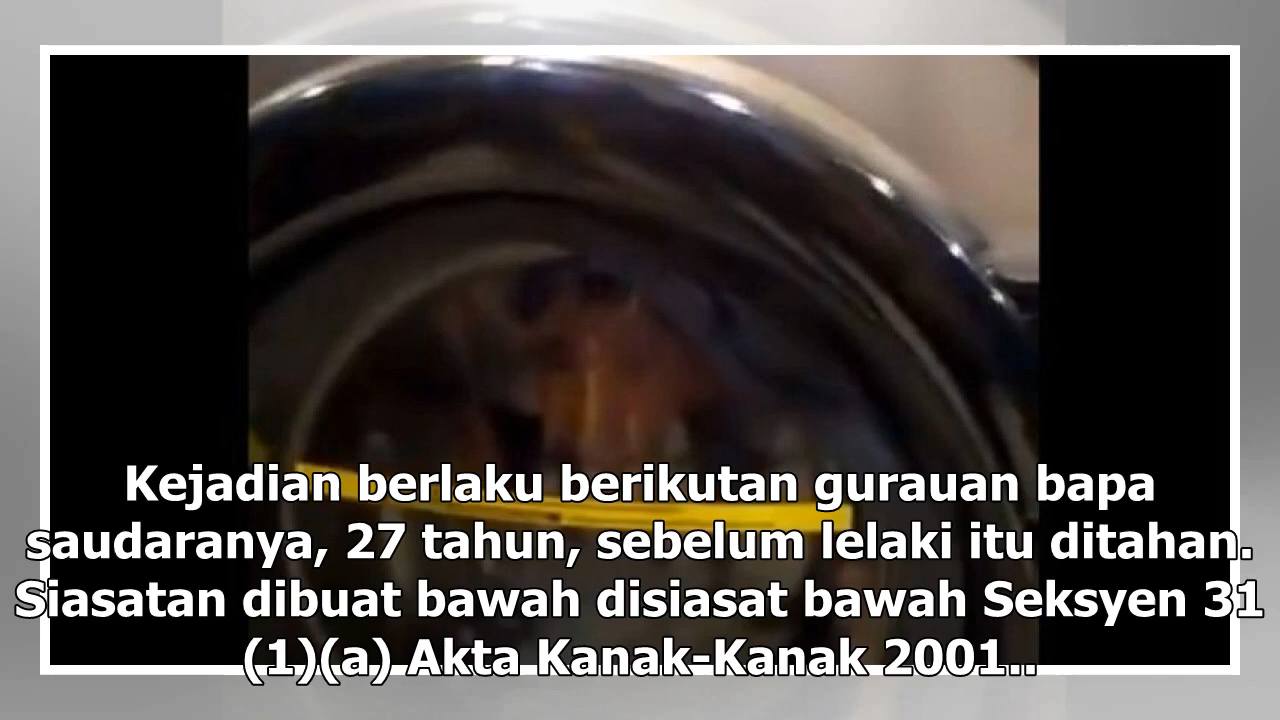 Kejadian berlaku berikutan gurauan bapa
saudaranya, 27 tahun, sebelum lelaki itu ditahan.
Siasatan dibuat bawah disiasat bawah Seksyen 31
(1)(a) Akta Kanak-Kanak 2001..